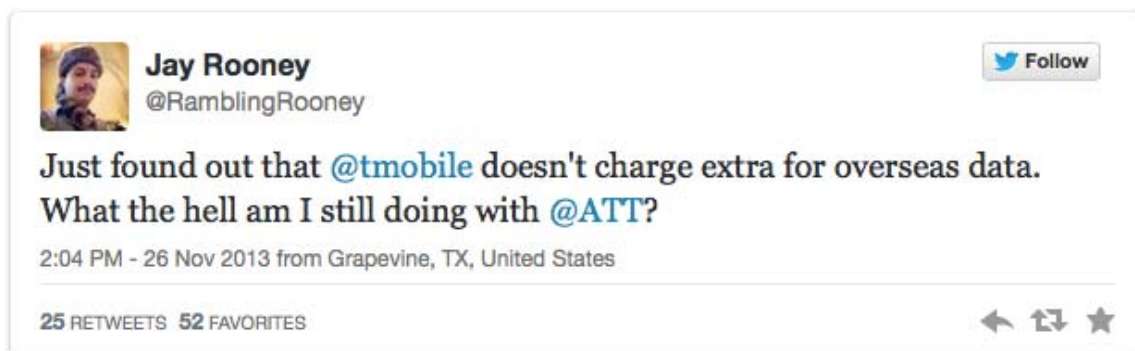 Jay Rooney
@RamblingRooney
Follow
Just found out that @tmobile doesn't charge extra for overseas data.
What the hell am I still doing with @ATT?
2:04 PM - 26 Nov 2013 from Grapevine, TX, United States
25 RETWEETS 52 FAVORITES